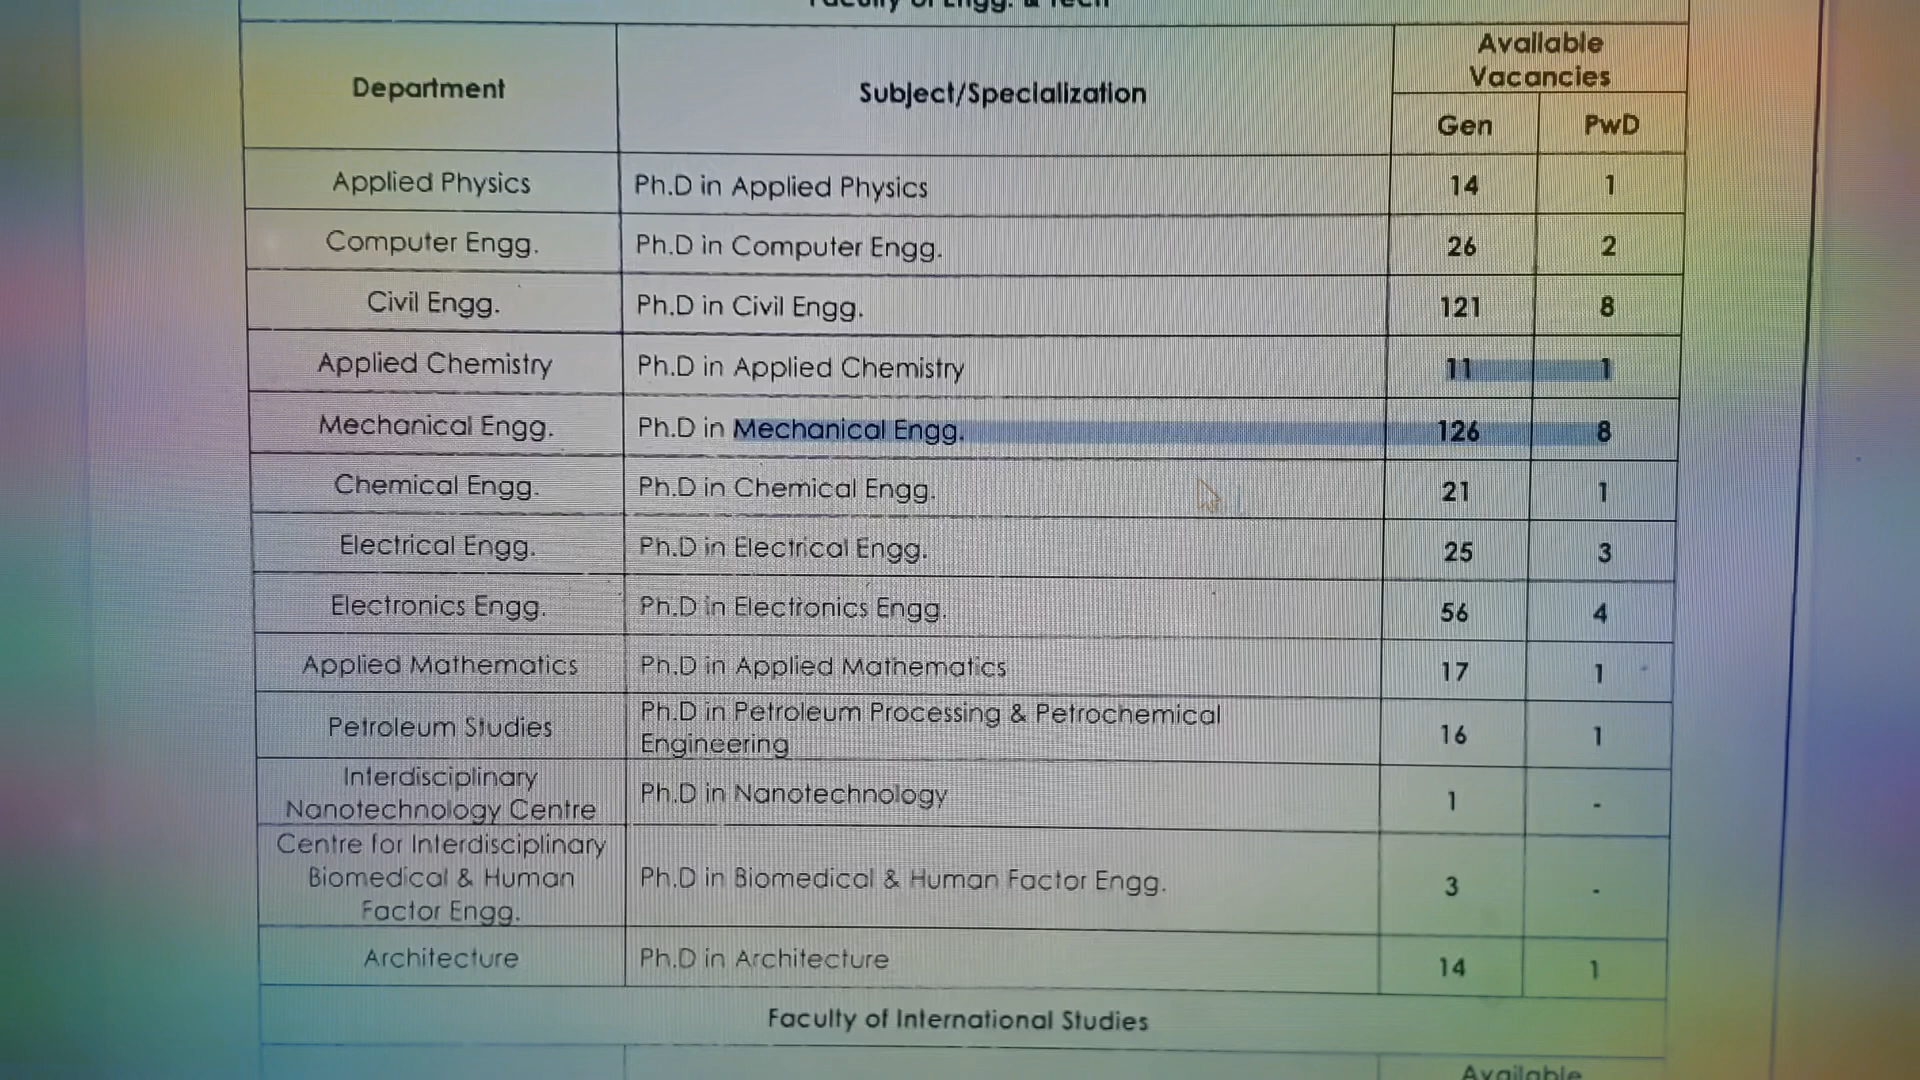 Faculty of Engg. & Tech
Department Subject/Specialization Available Vacancies
Gen PwD
Applied Physics Ph.D in Applied Physics 14 1
Computer Engg. Ph.D in Computer Engg. 26 2
Civil Engg. Ph.D in Civil Engg. 121 8
Applied Chemistry Ph.D in Applied Chemistry 11 1
Mechanical Engg. Ph.D in Mechanical Engg. 126 8
Chemical Engg. Ph.D in Chemical Engg. 21 1
Electrical Engg. Ph.D in Electrical Engg. 25 3
Electronics Engg. Ph.D in Electronics Engg. 56 4
Applied Mathematics Ph.D in Applied Mathematics 17 1
Petroleum Studies Ph.D in Petroleum Processing & Petrochemical
Engineering 16 1
Interdisciplinary
Nanotechnology Centre Ph.D in Nanotechnology 1 -
Centre for Interdisciplinary
Biomedical & Human
Factor Engg. Ph.D in Biomedical & Human Factor Engg. 3 -
Architecture Ph.D in Architecture 14 1
Faculty of International Studies
Available